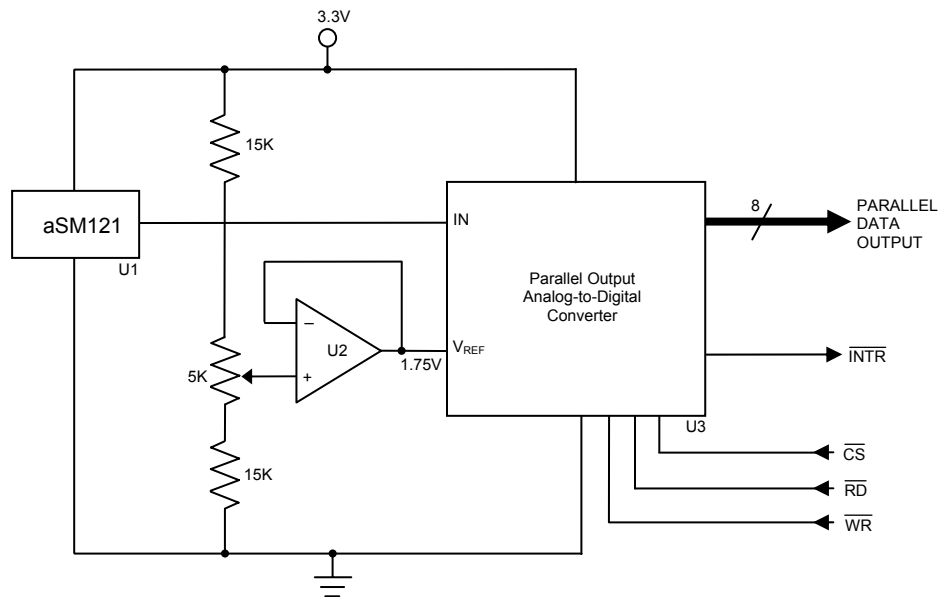 3.3V
15K
aSM121
U1
IN
8
PARALLEL
DATA
OUTPUT
Parallel Output
Analog-to-Digital
Converter
–
U2
+
5K
VREF
1.75V
INTR
U3
15K
CS
RD
WR